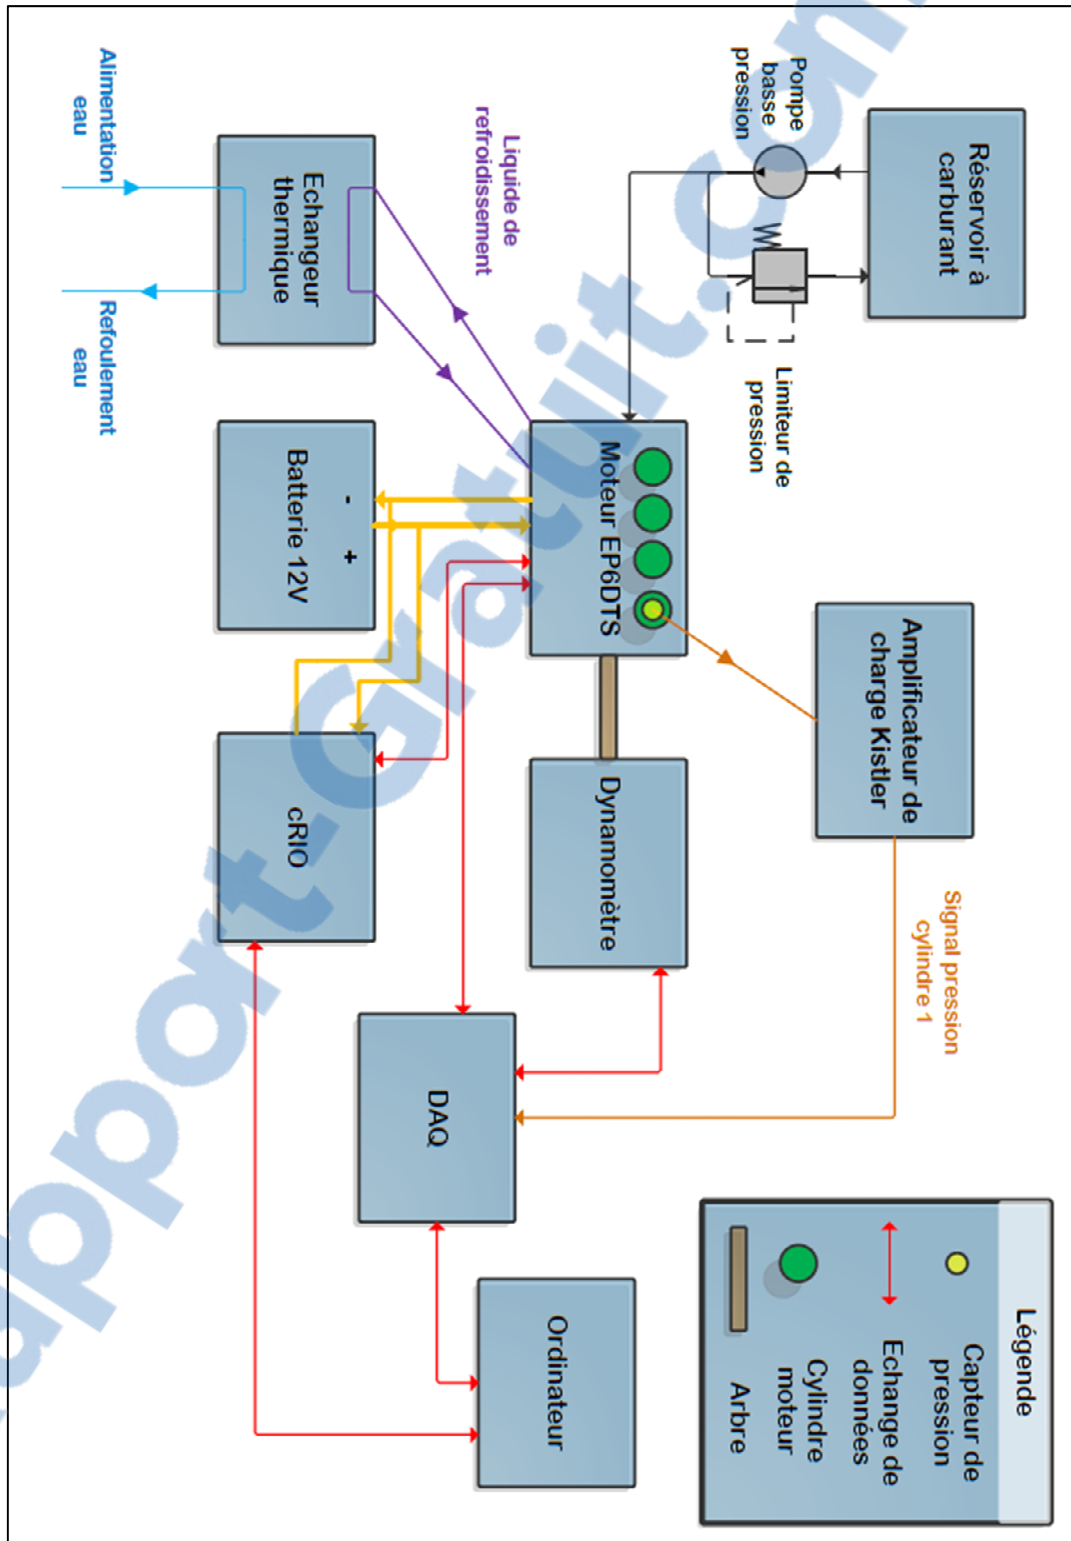 Réservoir à
carburant
Pompe
basse
pression
Limiteur de
pression
Liquide de
refroidissement
Echangeur
thermique
Alimentation
eau
Refoulement
eau
Moteur EP6DTS
Batterie 12V
-
+
Amplificateur de
charge Kistler
Signal pression
cylindre 1
Dynamomètre
cRIO
DAQ
Ordinateur
Légende
Capteur de
pression
Echange de
données
Cylindre
moteur
Arbre
apport-Gratuit.com